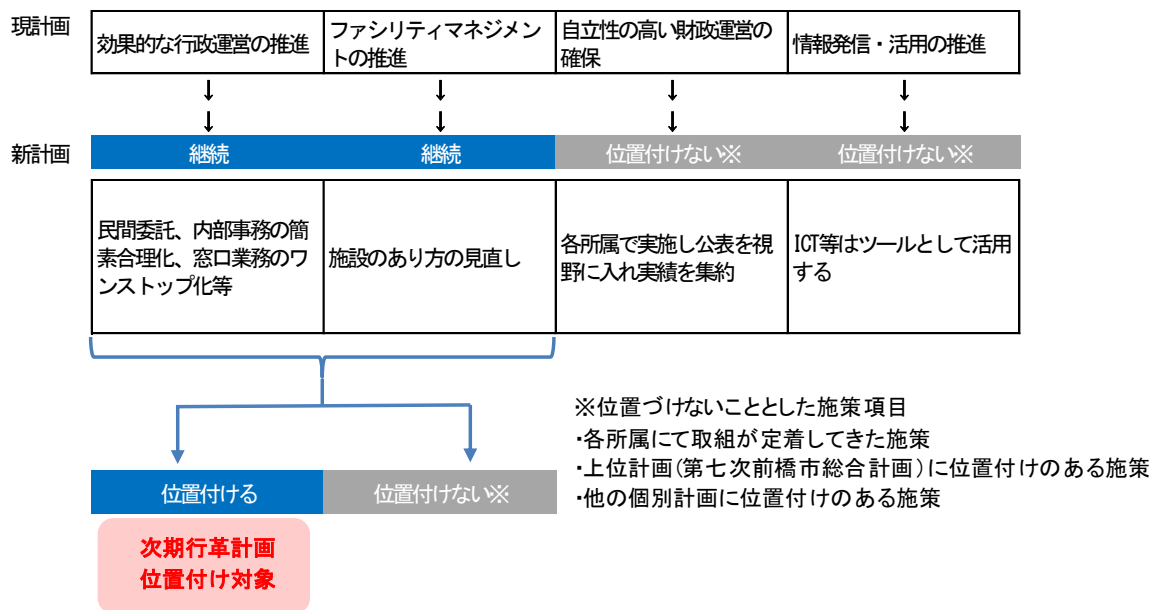 現計画
効果的な行政運営の推進
ファシリティマネジメン
トの推進
自立性の高い財政運営の
確保
情報発信・活用の推進
↓ ↓ ↓ ↓
↓ ↓ ↓ ↓
新計画
継続
継続
位置付けない※
位置付けない※
民間委託、内部事務の簡
素合理化、窓口業務のワ
ンストップ化等
施設のあり方の見直し
各所属で実施し公表を視
野に入れ実績を集約
ICT等はツールとして活用
する
位置付ける
位置付けない※
次期行革計画
位置付け対象
※位置づけないこととした施策項目
・各所属にて取組が定着してきた施策
・上位計画(第七次前橋市総合計画)に位置付けのある施策
・他の個別計画に位置付けのある施策